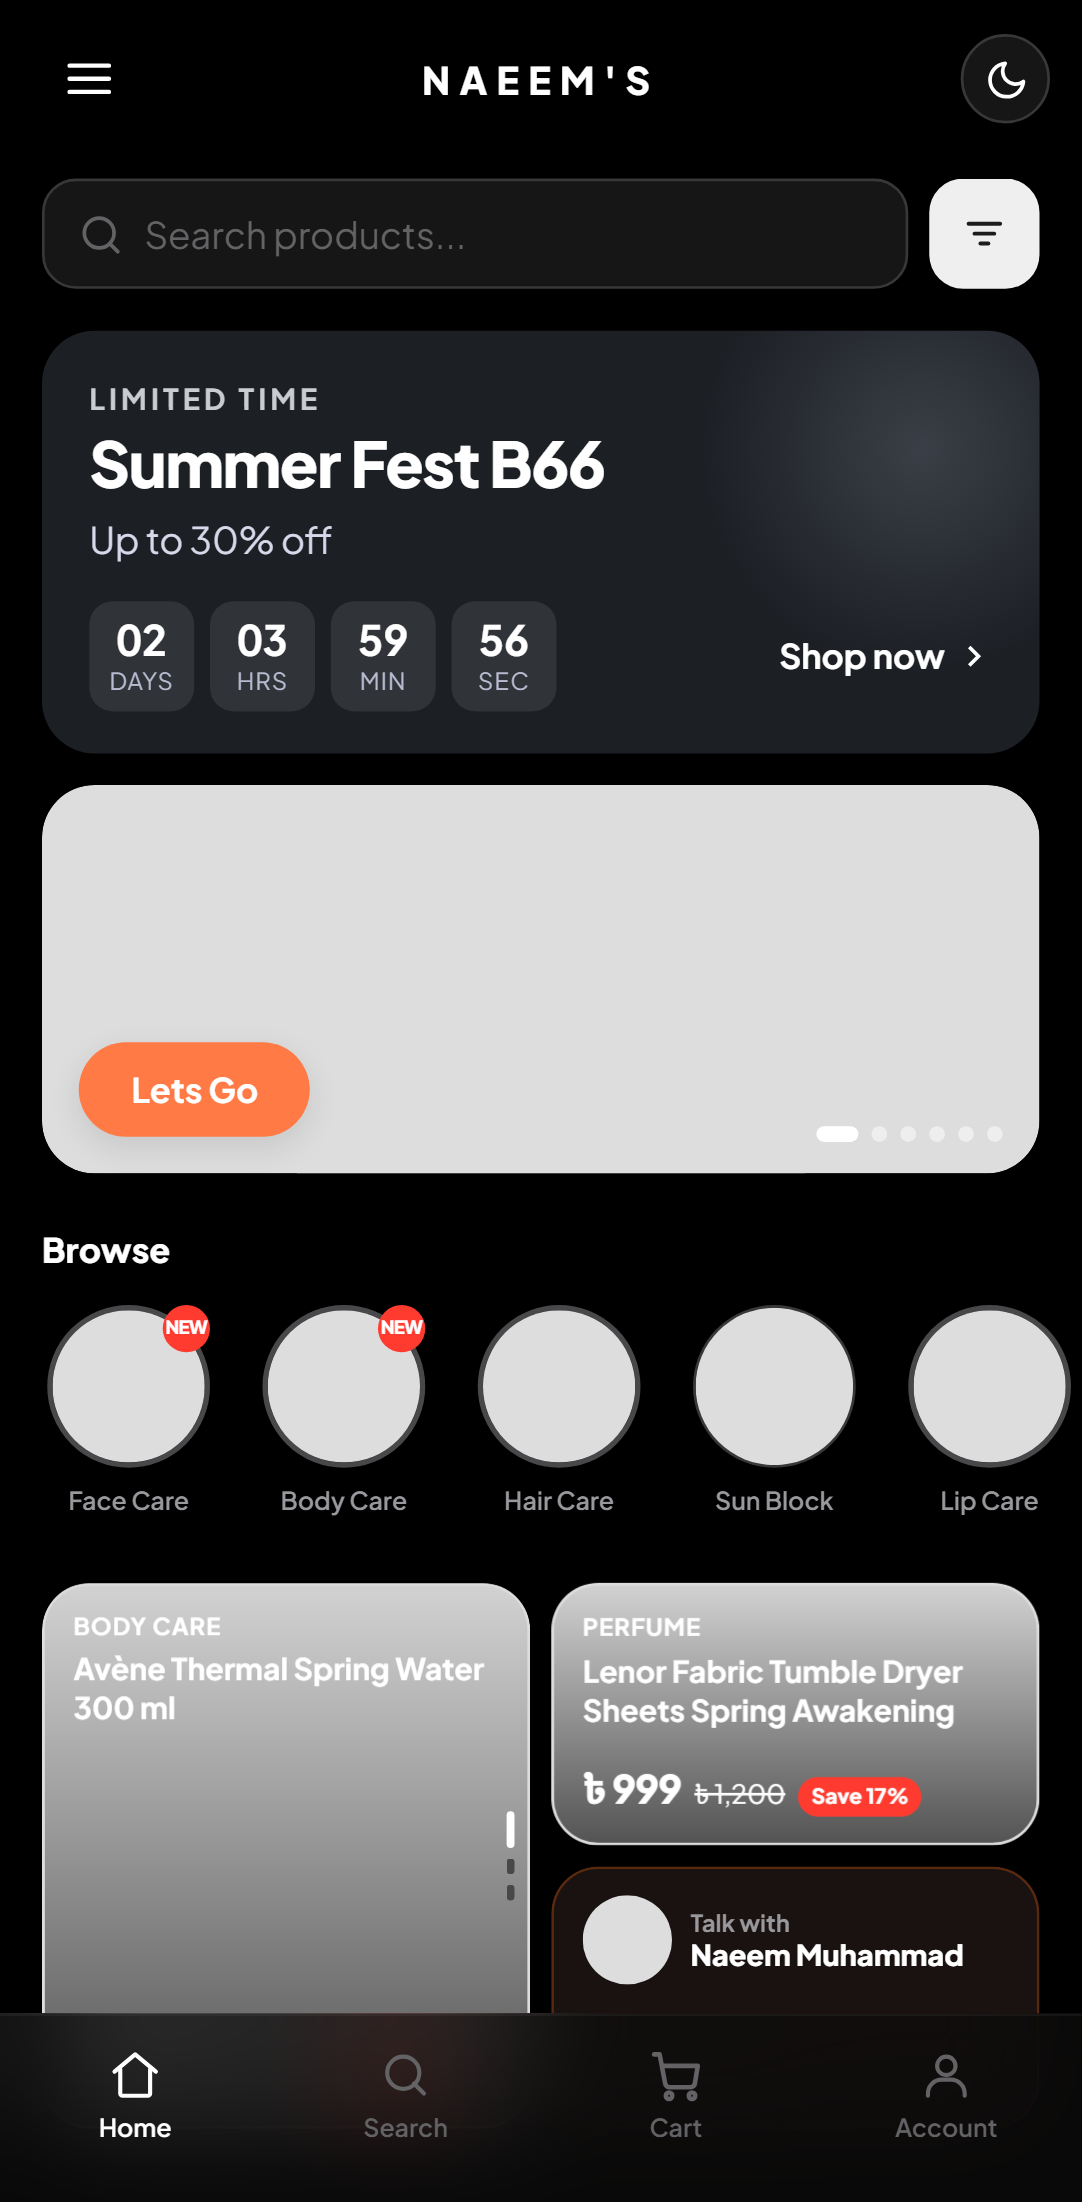 NAEEM'S
Search products...
LIMITED TIME
Summer Fest B66
Up to 30% off
02 03 59 56
DAYS HRS MIN SEC
Shop now
Lets Go
Browse
NEW NEW
Face Care Body Care Hair Care Sun Block Lip Care
BODY CARE
Avène Thermal Spring Water
300 ml
PERFUME
Lenor Fabric Tumble Dryer
Sheets Spring Awakening
৳ 999 ৳ 1,200 Save 17%
Talk with
Naeem Muhammad
Home Search Cart Account